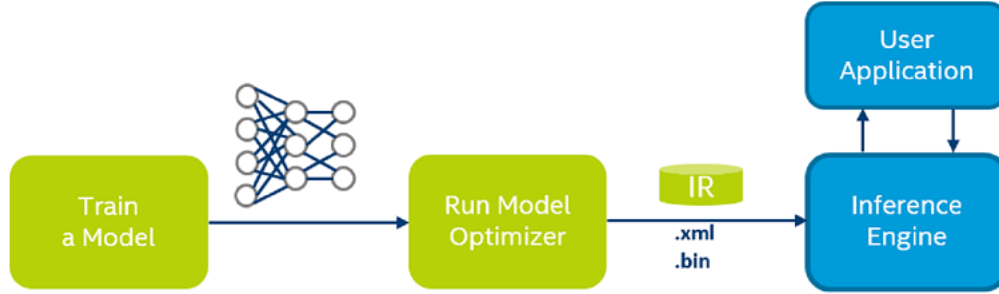 Train
a Model
Run Model
Optimizer
IR
.xml
.bin
User
Application
Inference
Engine